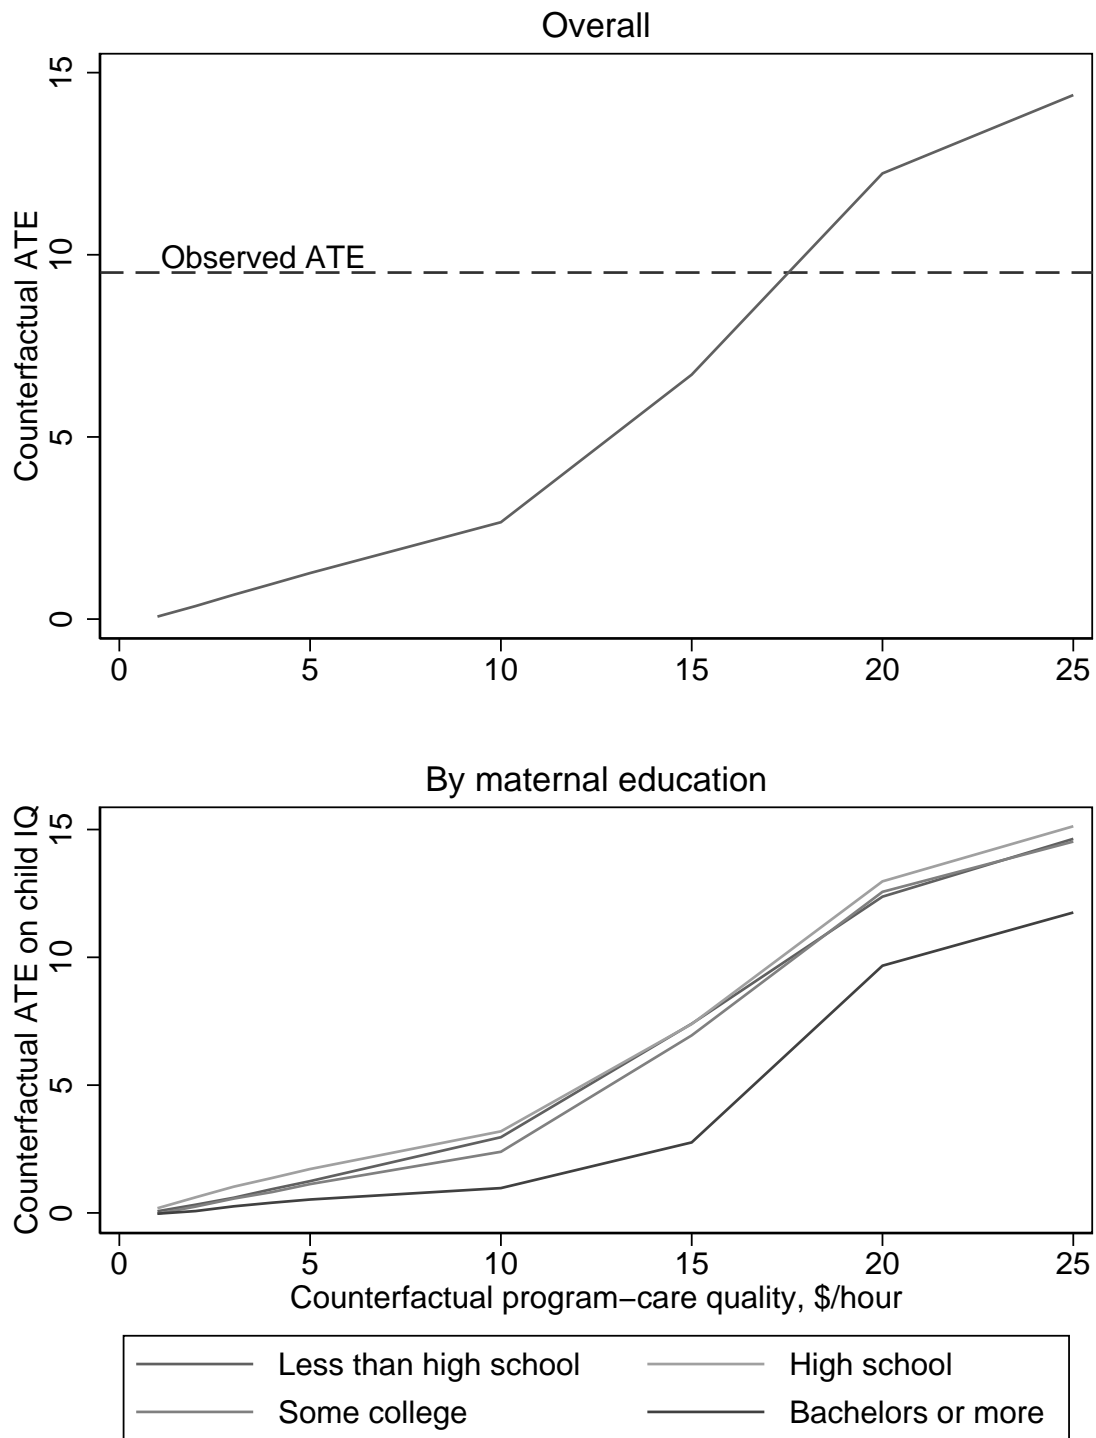 Overall
Counterfactual ATE
15
10
5
0
Observed ATE
0 5 10 15 20 25
By maternal education
Counterfactual ATE on child IQ
15
10
5
0
0 5 10 15 20 25
Counterfactual program−care quality, $/hour
Less than high school High school
Some college Bachelors or more